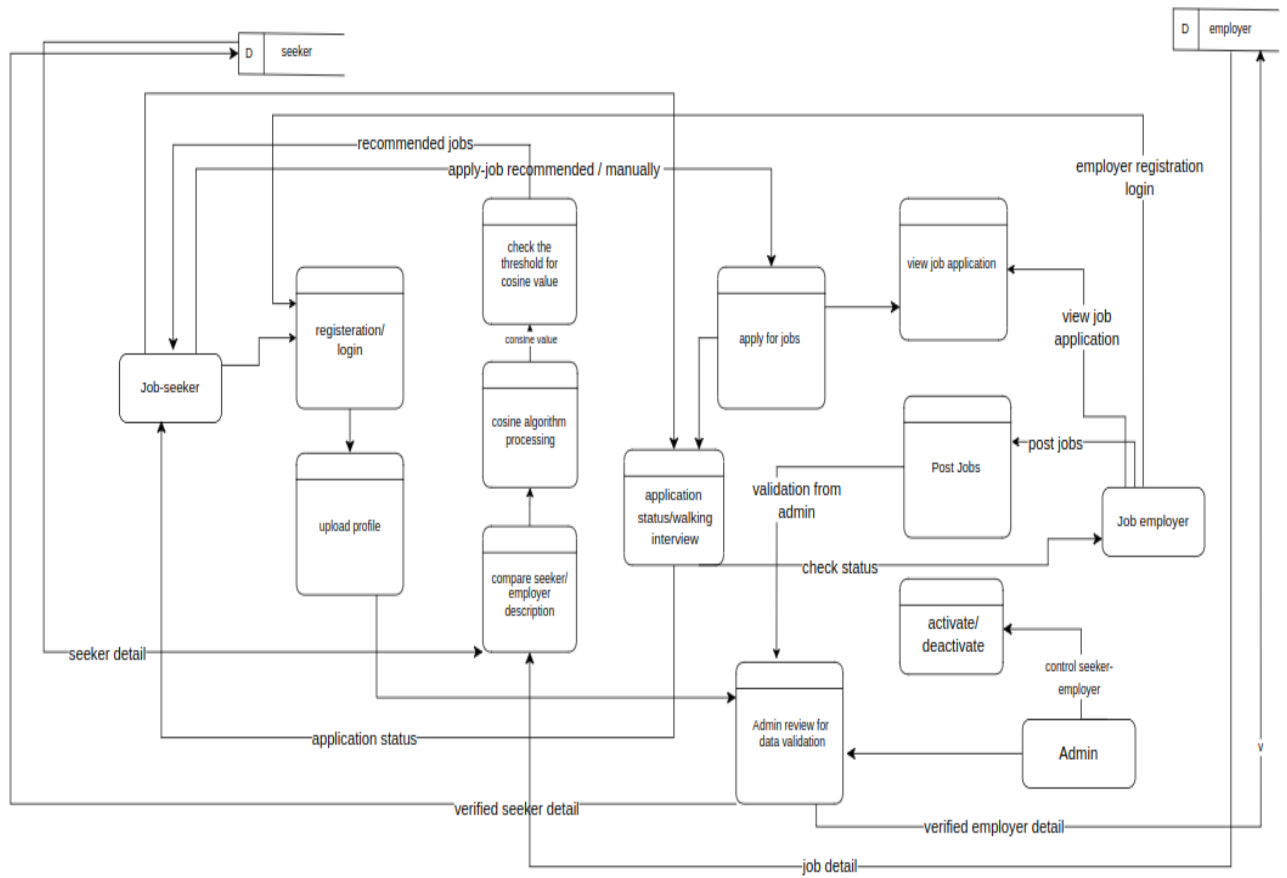 D seeker
D employer
recommended jobs
apply-job recommended / manually
employer registration
login
check the
threshold for
cosine value
view job application
registeration/
login
consine value
apply for jobs
view job
application
Job-seeker
cosine algorithm
processing
post jobs
Post Jobs
application
status/walking
interview
validation from
admin
Job employer
upload profile
check status
compare seeker/
employer
description
activate/
deactivate
seeker detail
control seeker-
employer
Admin review for
data validation
Admin
application status
v
verified seeker detail
verified employer detail
job detail